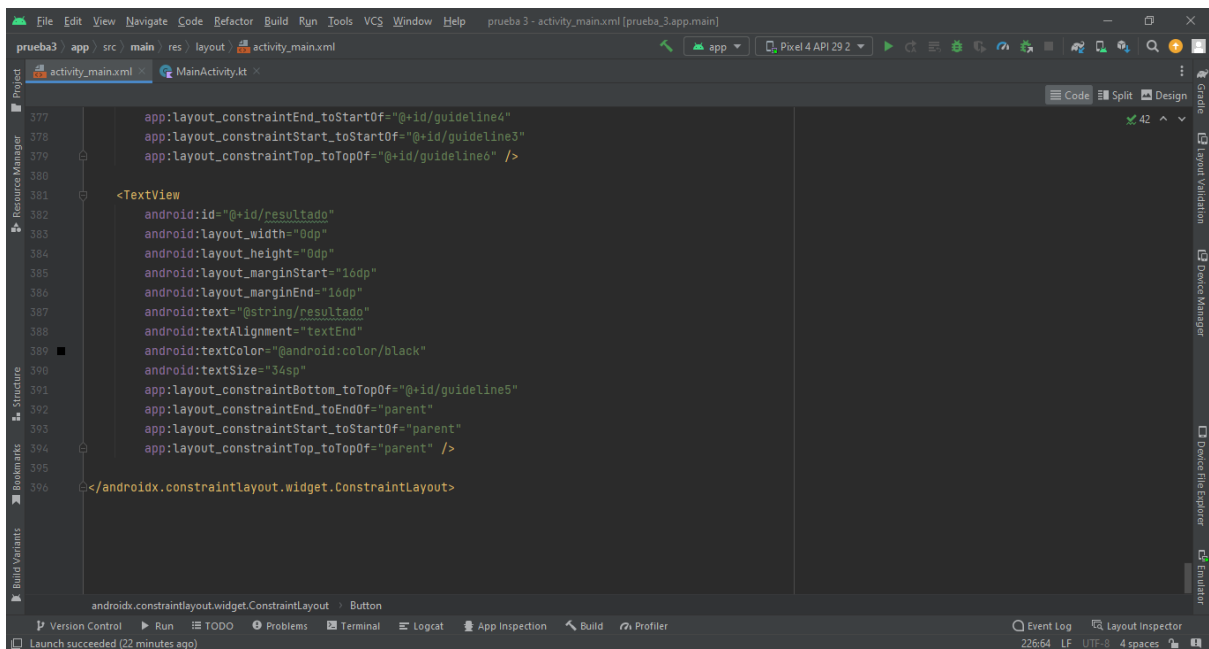 File Edit View Navigate Code Refactor Build Run Tools VCS Window Help prueba 3 - activity_main.xml [prueba_3.app.main]
prueba3 app src main res layout activity_main.xml app Pixel 4 API 29 2
activity_main.xml MainActivity.kt
Code Split Design
42
377 app:layout_constraintEnd_toStartOf="@+id/guideline4"
378 app:layout_constraintStart_toStartOf="@+id/guideline3"
379 app:layout_constraintTop_toTopOf="@+id/guideline6" />
380
381 <TextView
382 android:id="@+id/resultado"
383 android:layout_width="0dp"
384 android:layout_height="0dp"
385 android:layout_marginStart="16dp"
386 android:layout_marginEnd="16dp"
387 android:text="@string/resultado"
388 android:textAlignment="textEnd"
389 android:textColor="@android:color/black"
390 android:textSize="34sp"
391 app:layout_constraintBottom_toTopOf="@+id/guideline5"
392 app:layout_constraintEnd_toEndOf="parent"
393 app:layout_constraintStart_toStartOf="parent"
394 app:layout_constraintTop_toTopOf="parent" />
395
396 </androidx.constraintlayout.widget.ConstraintLayout>
androidx.constraintlayout.widget.ConstraintLayout Button
Version Control Run TODO Problems Terminal Logcat App Inspection Build Profiler Event Log Layout Inspector
Launch succeeded (22 minutes ago) 226:64 LF UTF-8 4 spaces
Project
Resource Manager
Structure
Bookmarks
Build Variants
Gradle
Layout Validation
Device Manager
Device File Explorer
Emulator